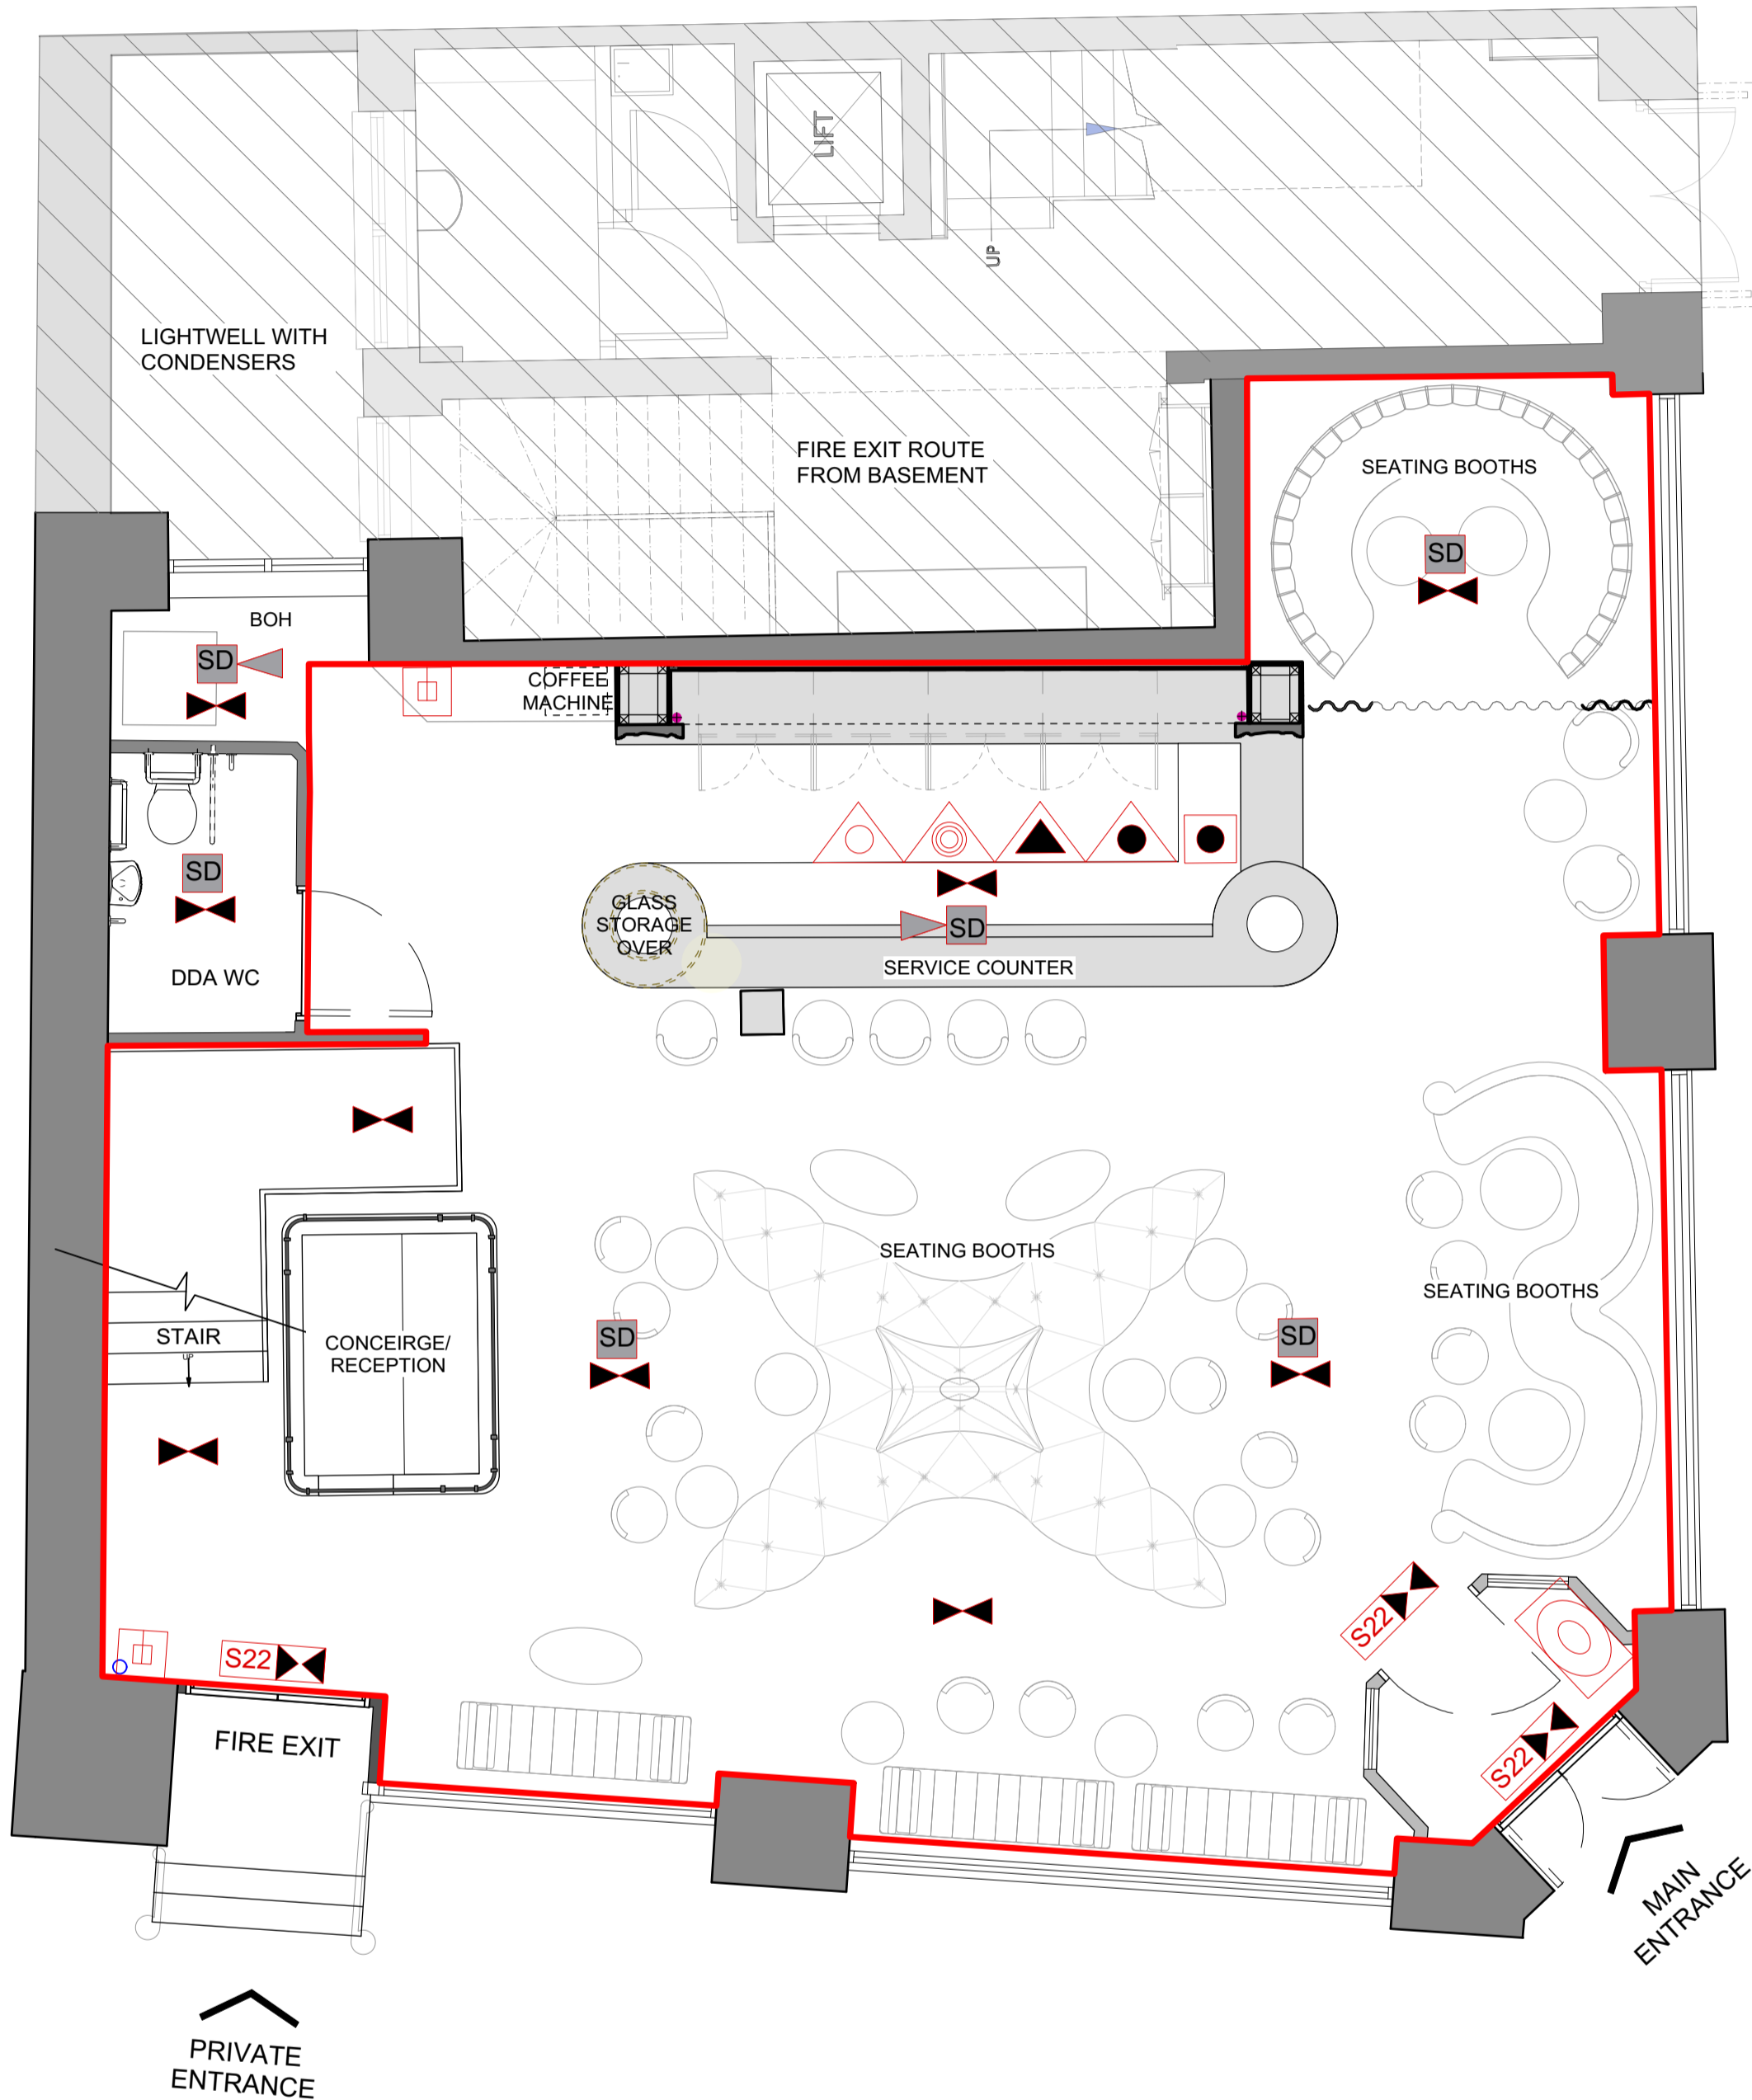 LIFT
UP
LIGHTWELL WITH
CONDENSERS
FIRE EXIT ROUTE
FROM BASEMENT
SEATING BOOTHS
SD
BOH
SD
COFFEE
MACHINE
SD
GLASS
STORAGE
OVER
SD
SERVICE COUNTER
DDA WC
SEATING BOOTHS
SEATING BOOTHS
STAIR
UP
CONCEIRGE/
RECEPTION
SD
SD
S22
S22
S22
FIRE EXIT
MAIN
ENTRANCE
PRIVATE
ENTRANCE